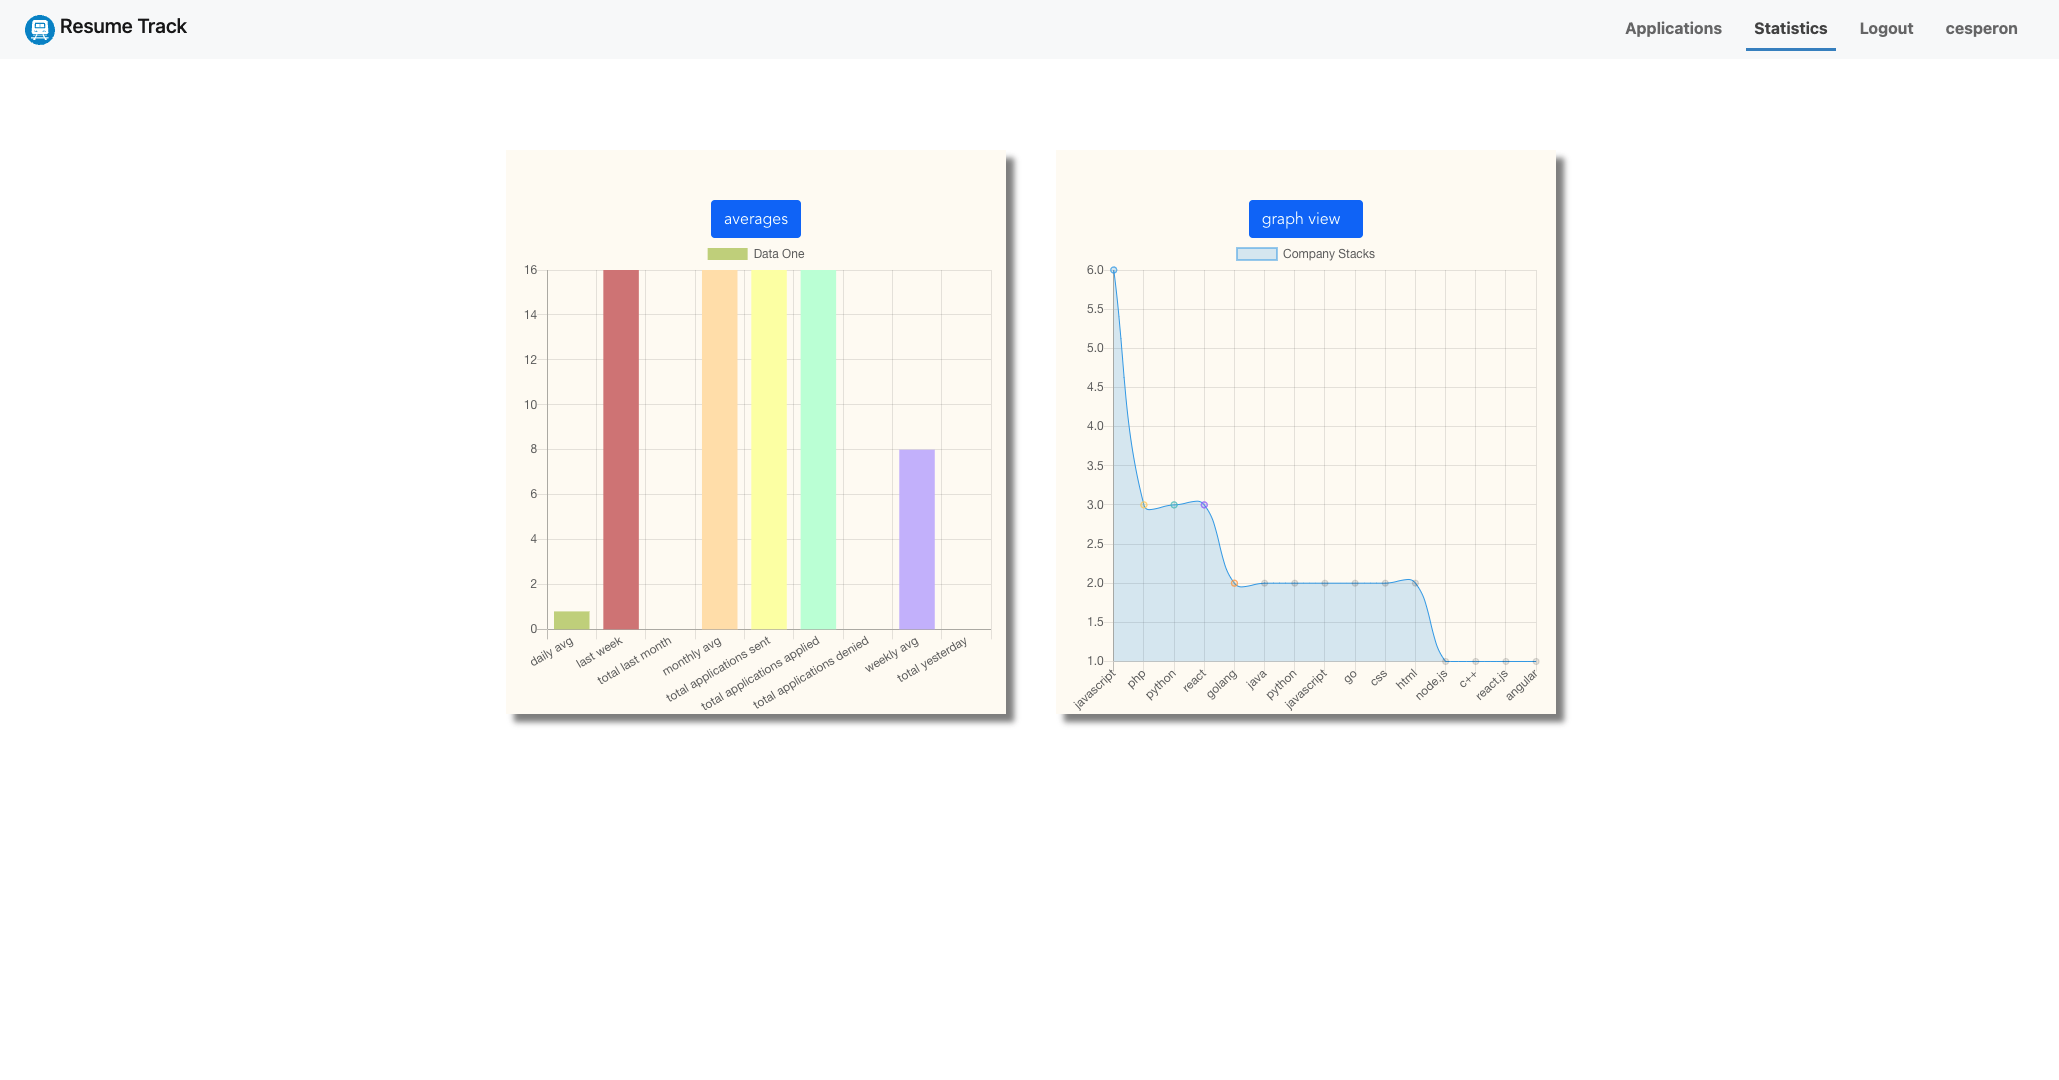 Resume Track
Applications Statistics Logout cesperon
averages
Data One
16
14
12
10
8
6
4
2
0
daily avg
last week
total last month
monthly avg
total applications sent
total applications applied
total applications denied
weekly avg
total yesterday
graph view
Company Stacks
6.0
5.5
5.0
4.5
4.0
3.5
3.0
2.5
2.0
1.5
1.0
javascript
php
python
react
golang
java
python
javascript
go
css
html
node.js
c++
react.js
angular